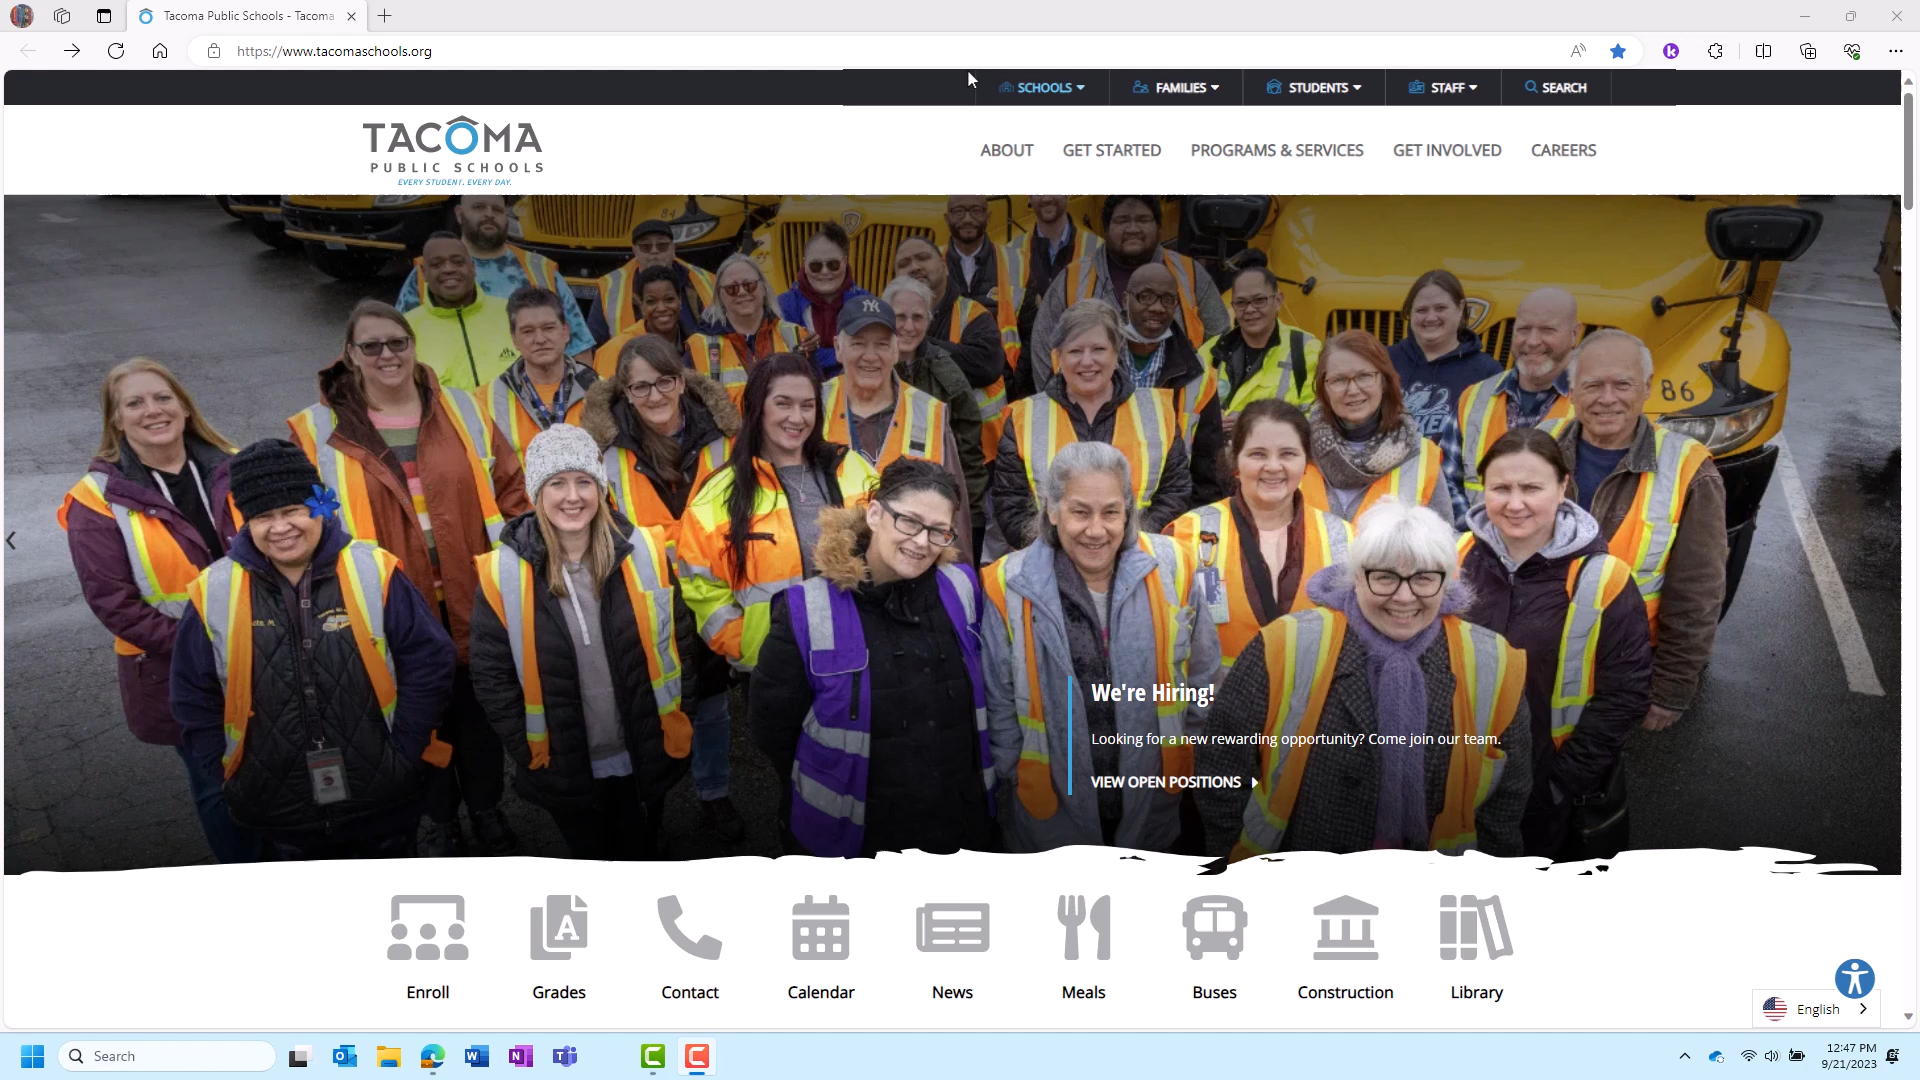 Tacoma Public Schools - Tacoma
https://www.tacomaschools.org
SCHOOLS
FAMILIES
STUDENTS
STAFF
SEARCH
TACOMA
PUBLIC SCHOOLS
EVERY STUDENT. EVERY DAY.
ABOUT
GET STARTED
PROGRAMS & SERVICES
GET INVOLVED
CAREERS
84
86
We're Hiring!
Looking for a new rewarding opportunity? Come join our team.
VIEW OPEN POSITIONS
Enroll
Grades
Contact
Calendar
News
Meals
Buses
Construction
Library
English
Search
12:47 PM
9/21/2023